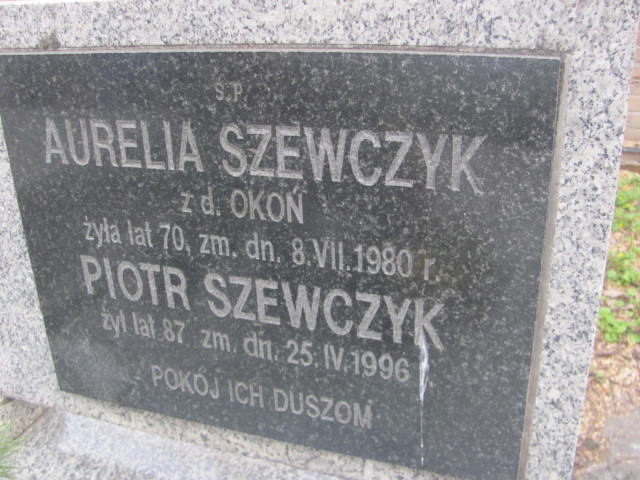 Ś.P.
AURELIA SZEWCZYK
z d. OKOŃ
żyła lat 70, zm. dn. 8.VII.1980 r.
PIOTR SZEWCZYK
żył lat 87 zm. dn. 25.IV.1996
POKÓJ ICH DUSZOM